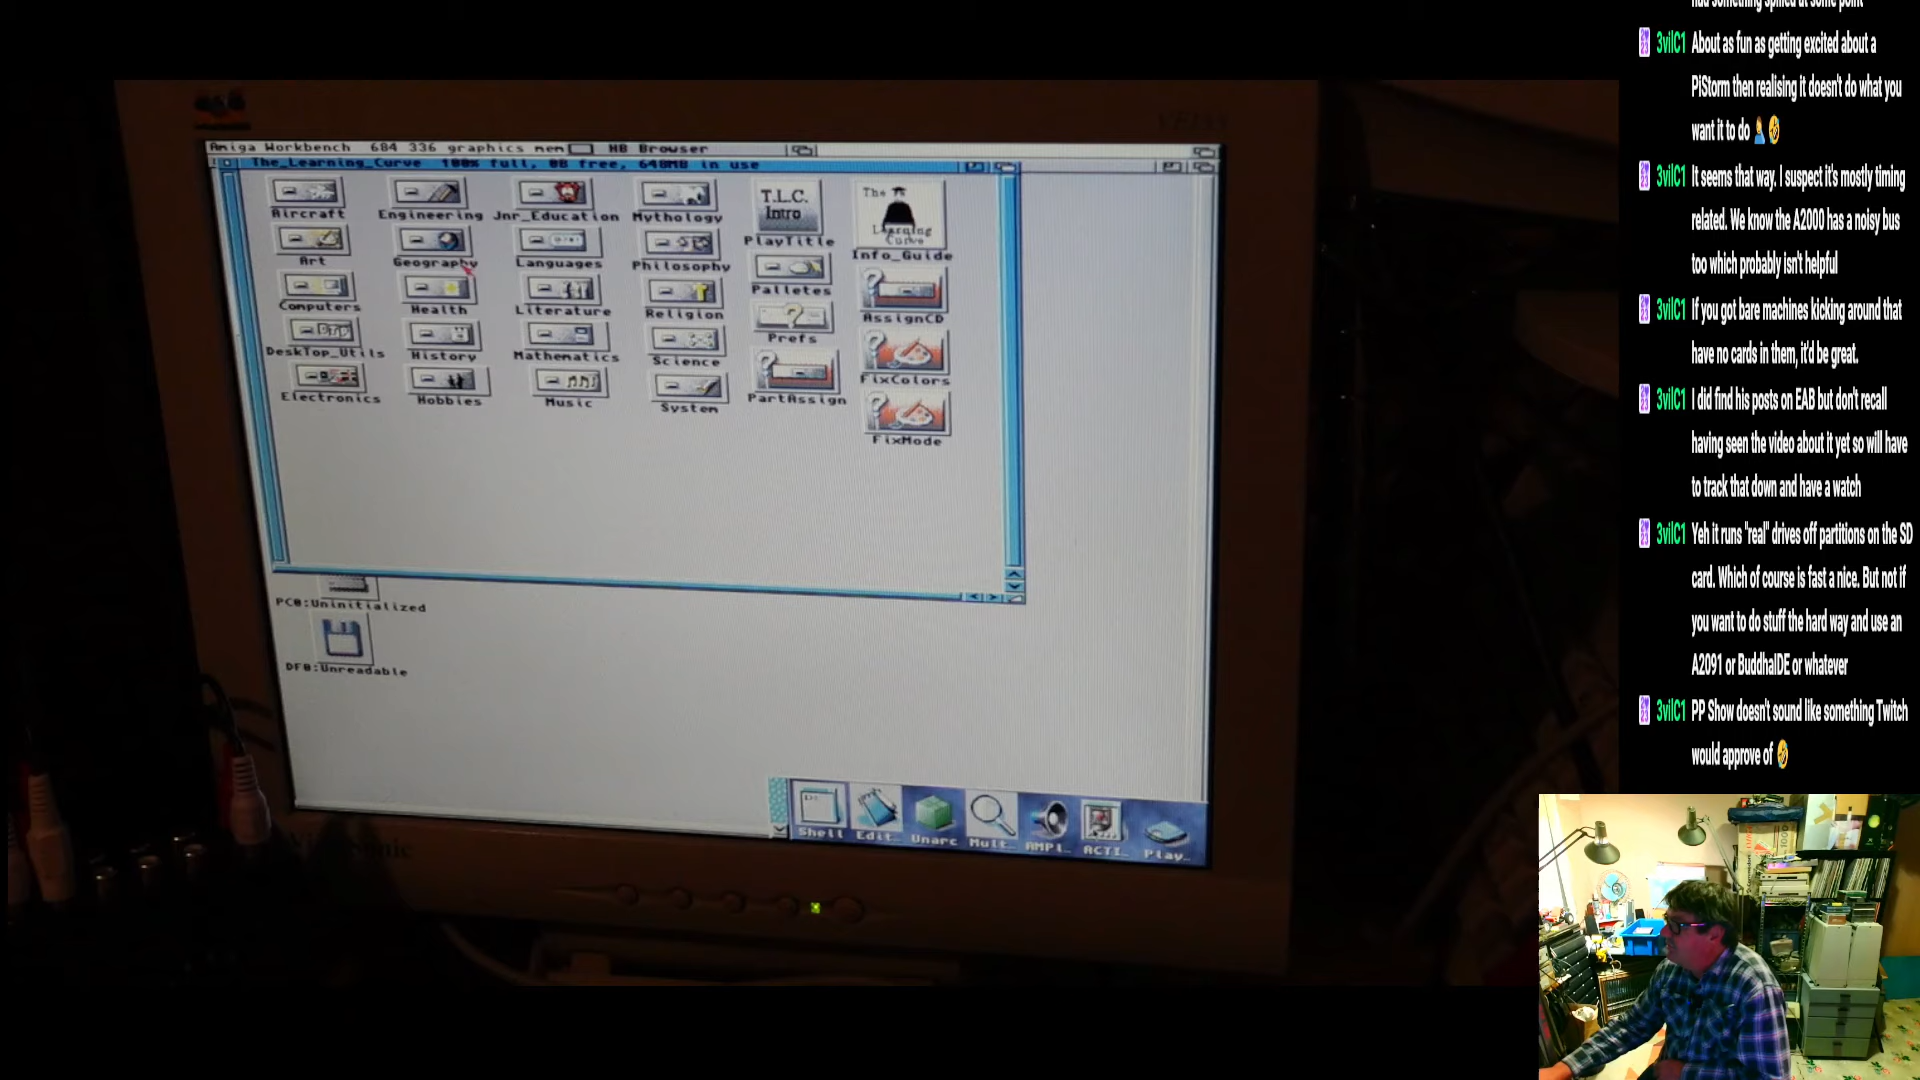 Amiga Workbench 684 336 graphics mem HB Browser
The_Learning_Curve 100% full, 0B free, 648MB in use
Aircraft
Engineering
Jnr_Education
Mythology
T.L.C.
Intro
PlayTitle
The
Learning
Curve
Info_Guide
Art
Geography
Languages
Philosophy
Palletes
AssignCD
Computers
Health
Literature
Religion
Prefs
DeskTop_Utils
History
Mathematics
Science
PartAssign
FixColors
Electronics
Hobbies
Music
System
FixMode
PC0:Uninitialized
DF0:Unreadable
Shell
Edit..
Unarc
Mult..
AMPl..
ACTI..
Play..
had something spilled at some point
3vilC1 About as fun as getting excited about a
PiStorm then realising it doesn't do what you
want it to do
3vilC1 It seems that way. I suspect it's mostly timing
related. We know the A2000 has a noisy bus
too which probably isn't helpful
3vilC1 If you got bare machines kicking around that
have no cards in them, it'd be great.
3vilC1 I did find his posts on EAB but don't recall
having seen the video about it yet so will have
to track that down and have a watch
3vilC1 Yeh it runs "real" drives off partitions on the SD
card. Which of course is fast a nice. But not if
you want to do stuff the hard way and use an
A2091 or BuddhaIDE or whatever
3vilC1 PP Show doesn't sound like something Twitch
would approve of